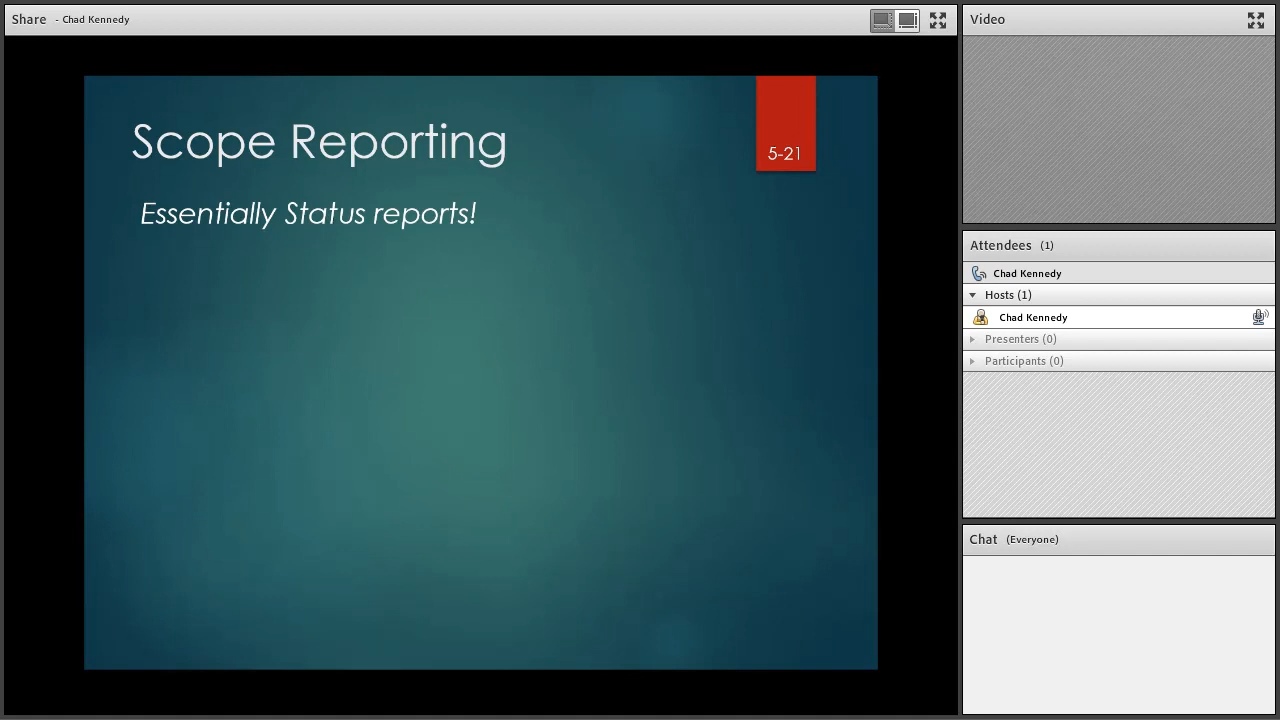 Share - Chad Kennedy
Scope Reporting
5-21
Essentially Status reports!
Video
Attendees (1)
Chad Kennedy
Hosts (1)
Chad Kennedy
Presenters (0)
Participants (0)
Chat (Everyone)